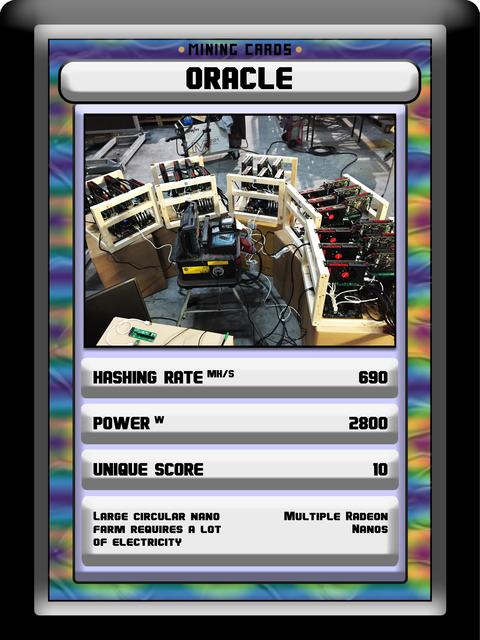 MINING CARDS
ORACLE
HASHING RATE MH/S 690
POWER W 2800
UNIQUE SCORE 10
LARGE CIRCULAR NANO
FARM REQUIRES A LOT
OF ELECTRICITY
MULTIPLE RADEON
NANOS